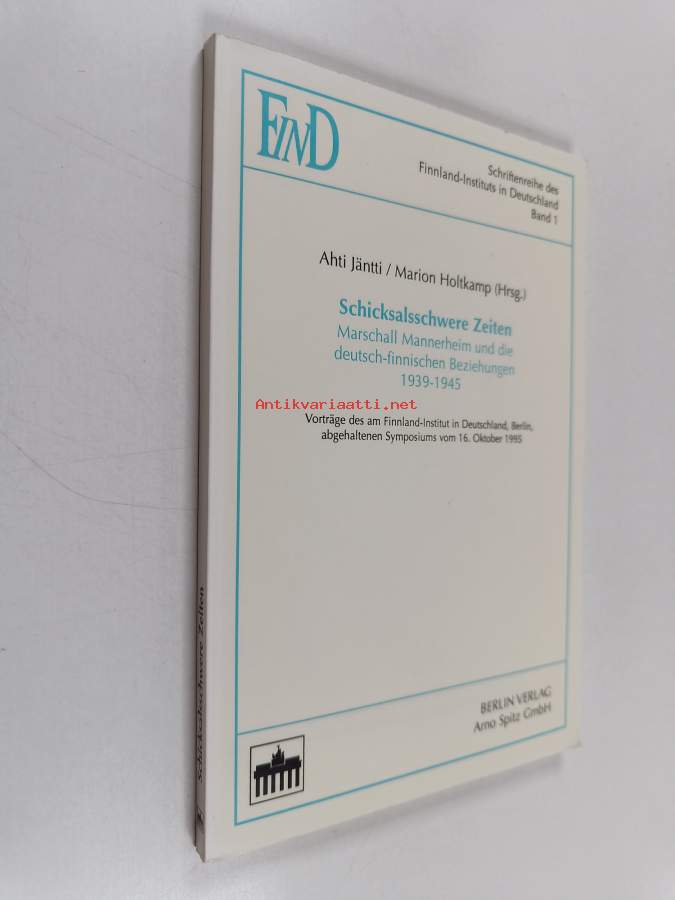 FinD
Schriftenreihe des
Finnland-Instituts in Deutschland
Band 1
Ahti Jäntti / Marion Holtkamp (Hrsg.)
Schicksalsschwere Zeiten
Marschall Mannerheim und die
deutsch-finnischen Beziehungen
1939-1945
Antikvariaatti.net
Vorträge des am Finnland-Institut in Deutschland, Berlin,
abgehaltenen Symposiums vom 16. Oktober 1995
BERLIN VERLAG
Arno Spitz GmbH
Schicksalsschwere Zeiten